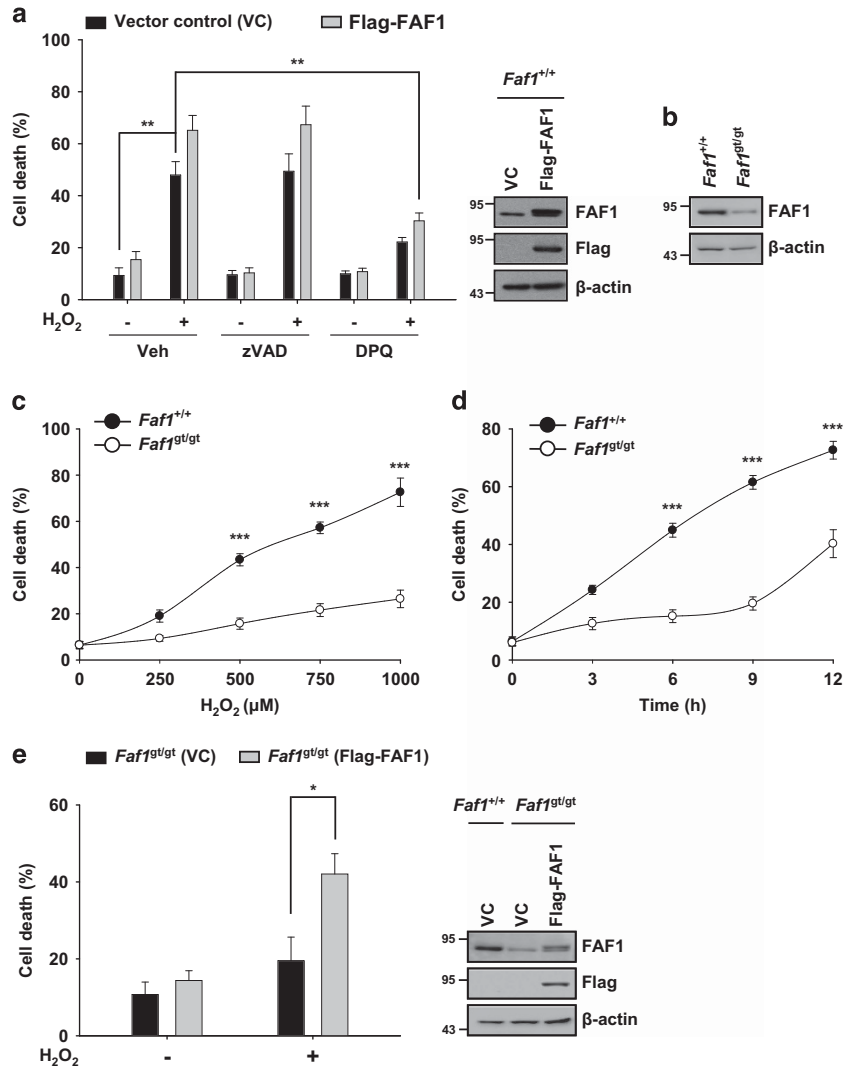 a
Vector control (VC) Flag-FAF1
Cell death (%)
100
80
60
40
20
0
**
**
H2O2 - + - + - +
Veh zVAD DPQ
Faf1+/+
VC Flag-FAF1
95 FAF1
95 Flag
43 β-actin
b
Faf1+/+ Faf1gt/gt
95 FAF1
43 β-actin
c
Faf1+/+
Faf1gt/gt
Cell death (%)
100
80
60
40
20
0
*** *** ***
0 250 500 750 1000
H2O2 (µM)
d
Faf1+/+
Faf1gt/gt
Cell death (%)
80
60
40
20
0
*** *** ***
0 3 6 9 12
Time (h)
e
Faf1gt/gt (VC) Faf1gt/gt (Flag-FAF1)
Cell death (%)
60
40
20
0
*
H2O2 - +
Faf1+/+ Faf1gt/gt
VC VC Flag-FAF1
95 FAF1
95 Flag
43 β-actin